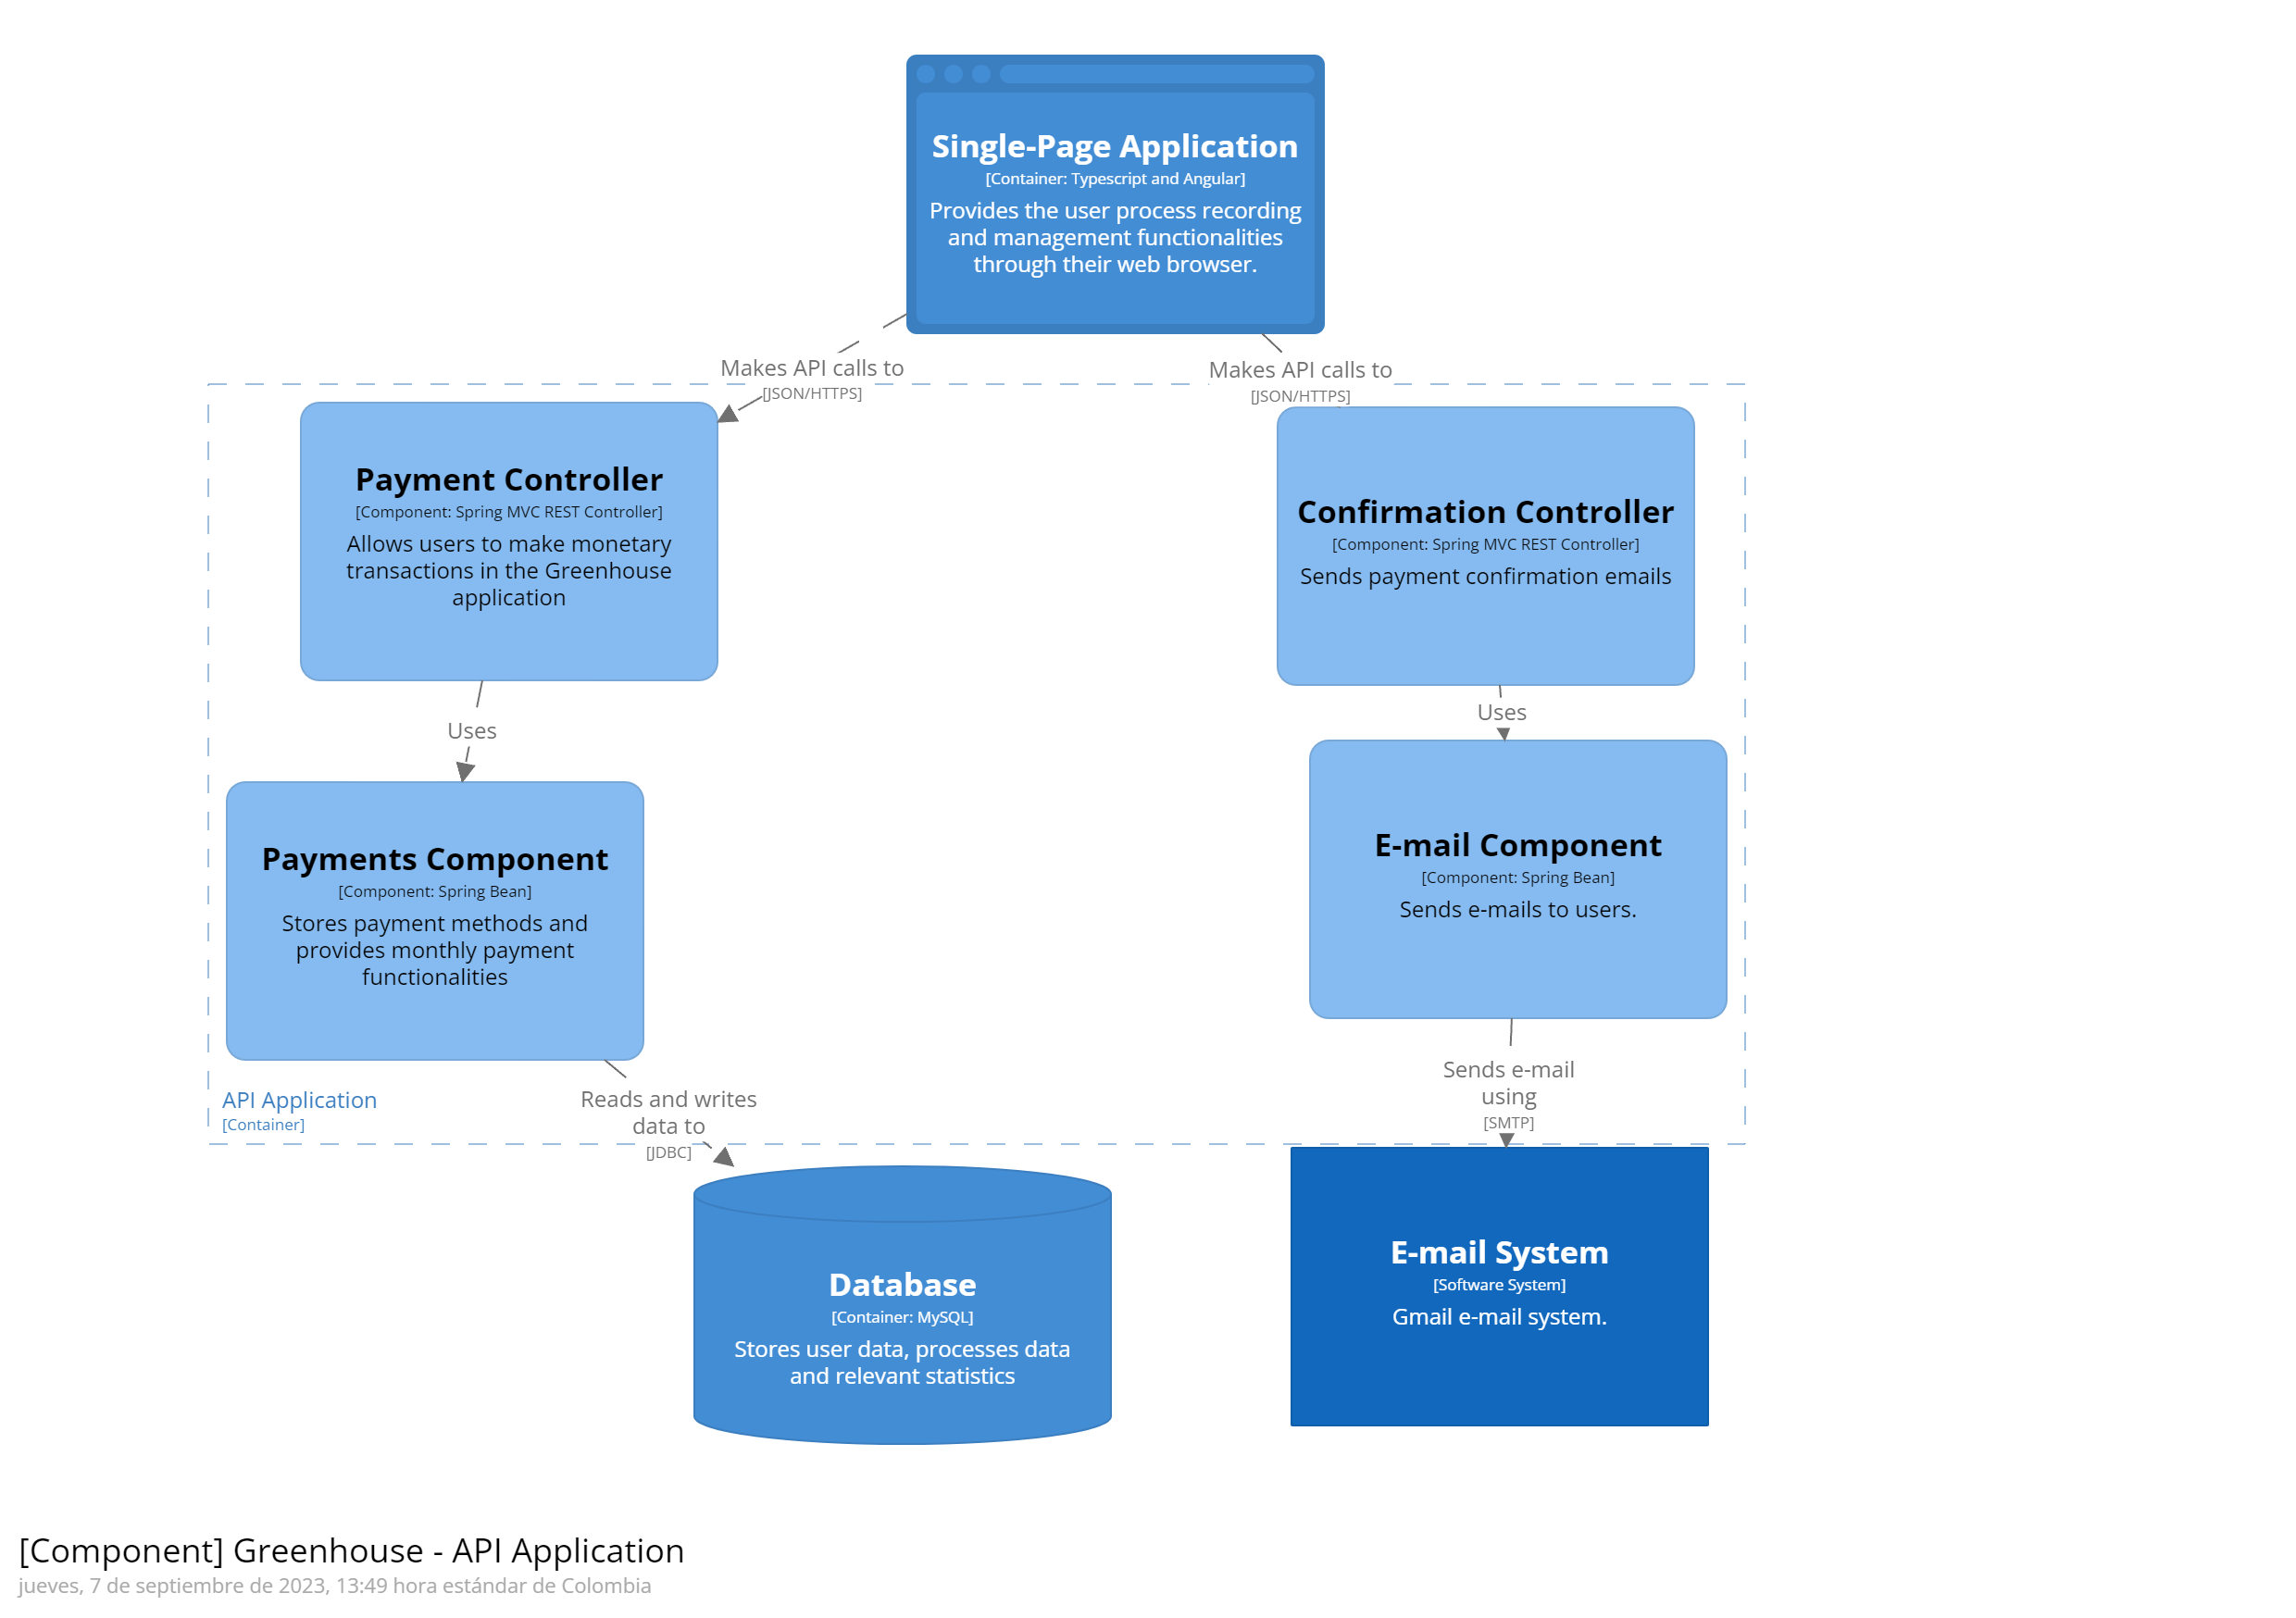 Single-Page Application
[Container: Typescript and Angular]
Provides the user process recording
and management functionalities
through their web browser.
Makes API calls to
[JSON/HTTPS]
Makes API calls to
[JSON/HTTPS]
Payment Controller
[Component: Spring MVC REST Controller]
Allows users to make monetary
transactions in the Greenhouse
application
Confirmation Controller
[Component: Spring MVC REST Controller]
Sends payment confirmation emails
Uses
Uses
Payments Component
[Component: Spring Bean]
Stores payment methods and
provides monthly payment
functionalities
E-mail Component
[Component: Spring Bean]
Sends e-mails to users.
API Application
[Container]
Reads and writes
data to
[JDBC]
Sends e-mail
using
[SMTP]
Database
[Container: MySQL]
Stores user data, processes data
and relevant statistics
E-mail System
[Software System]
Gmail e-mail system.
[Component] Greenhouse - API Application
jueves, 7 de septiembre de 2023, 13:49 hora estándar de Colombia